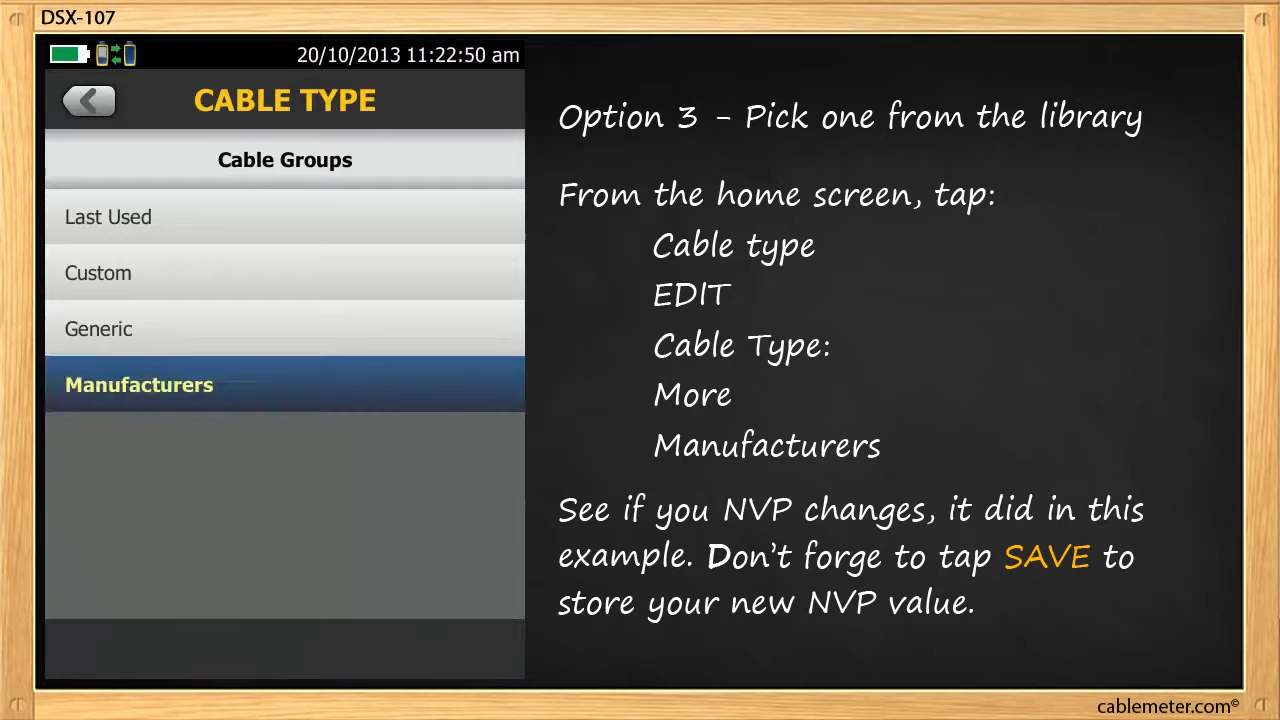 DSX-107
20/10/2013 11:22:50 am
CABLE TYPE
Cable Groups
Last Used
Custom
Generic
Manufacturers
Option 3 - Pick one from the library
From the home screen, tap:
Cable type
EDIT
Cable Type:
More
Manufacturers
See if you NVP changes, it did in this
example. Don't forge to tap SAVE to
store your new NVP value.
cablemeter.com©